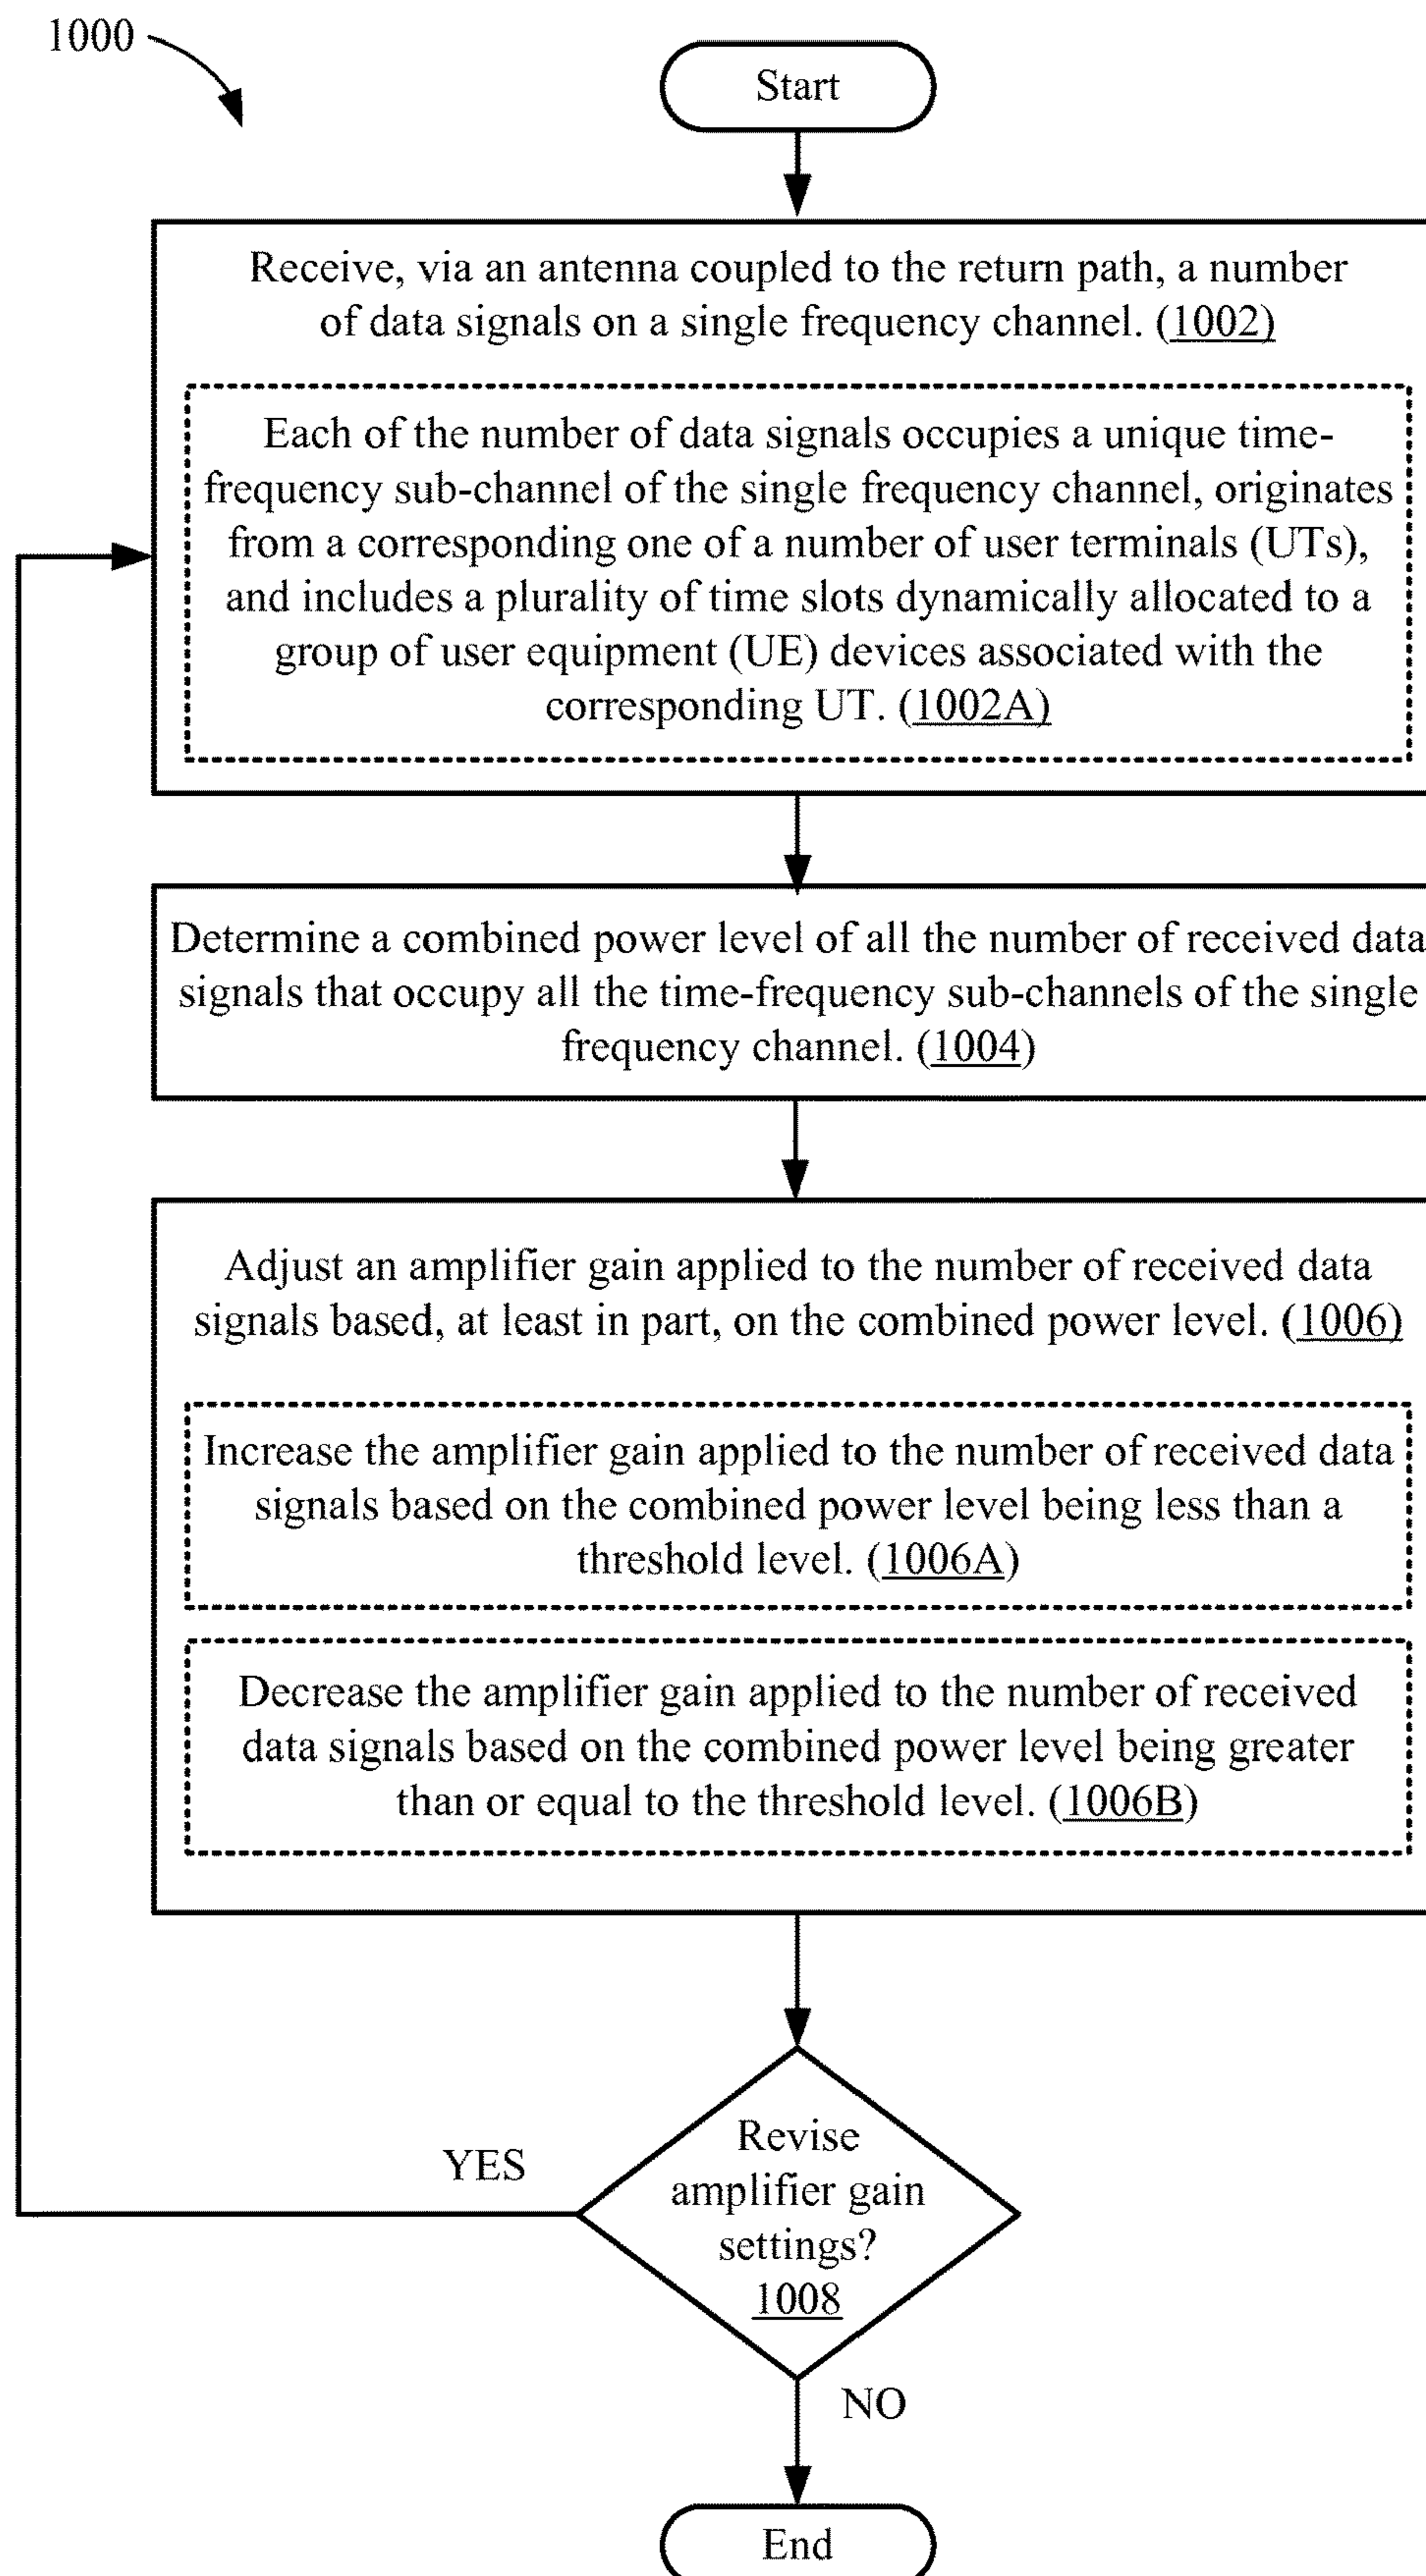 1000
Start
Receive, via an antenna coupled to the return path, a number
of data signals on a single frequency channel. (1002)
Each of the number of data signals occupies a unique time-
frequency sub-channel of the single frequency channel, originates
from a corresponding one of a number of user terminals (UTs),
and includes a plurality of time slots dynamically allocated to a
group of user equipment (UE) devices associated with the
corresponding UT. (1002A)
Determine a combined power level of all the number of received data
signals that occupy all the time-frequency sub-channels of the single
frequency channel. (1004)
Adjust an amplifier gain applied to the number of received data
signals based, at least in part, on the combined power level. (1006)
Increase the amplifier gain applied to the number of received data
signals based on the combined power level being less than a
threshold level. (1006A)
Decrease the amplifier gain applied to the number of received
data signals based on the combined power level being greater
than or equal to the threshold level. (1006B)
YES
Revise
amplifier gain
settings?
1008
NO
End